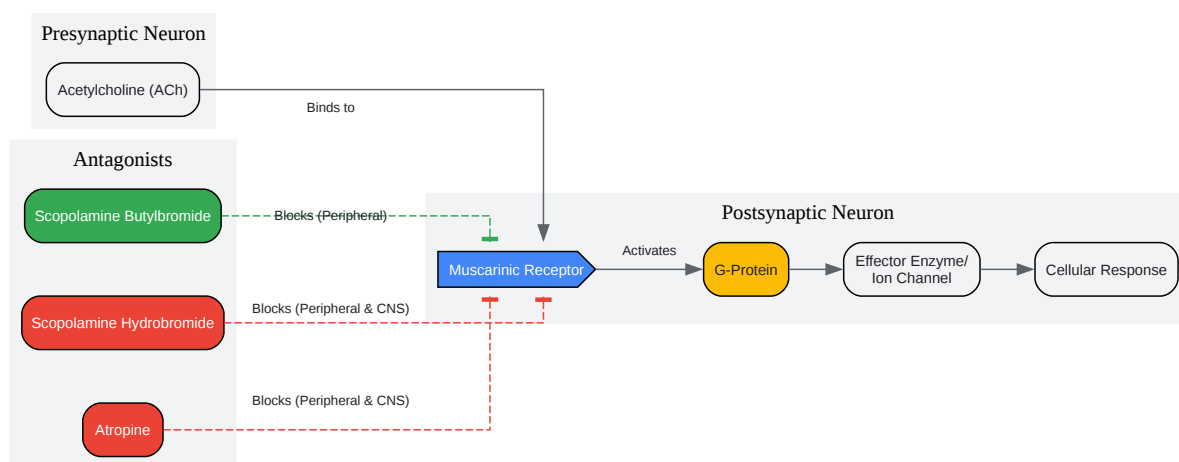 Presynaptic Neuron
Acetylcholine (ACh)
Binds to
Antagonists
Scopolamine Butylbromide
Blocks (Peripheral)
Scopolamine Hydrobromide
Blocks (Peripheral & CNS)
Atropine
Blocks (Peripheral & CNS)
Postsynaptic Neuron
Muscarinic Receptor
Activates
G-Protein
Effector Enzyme/
Ion Channel
Cellular Response